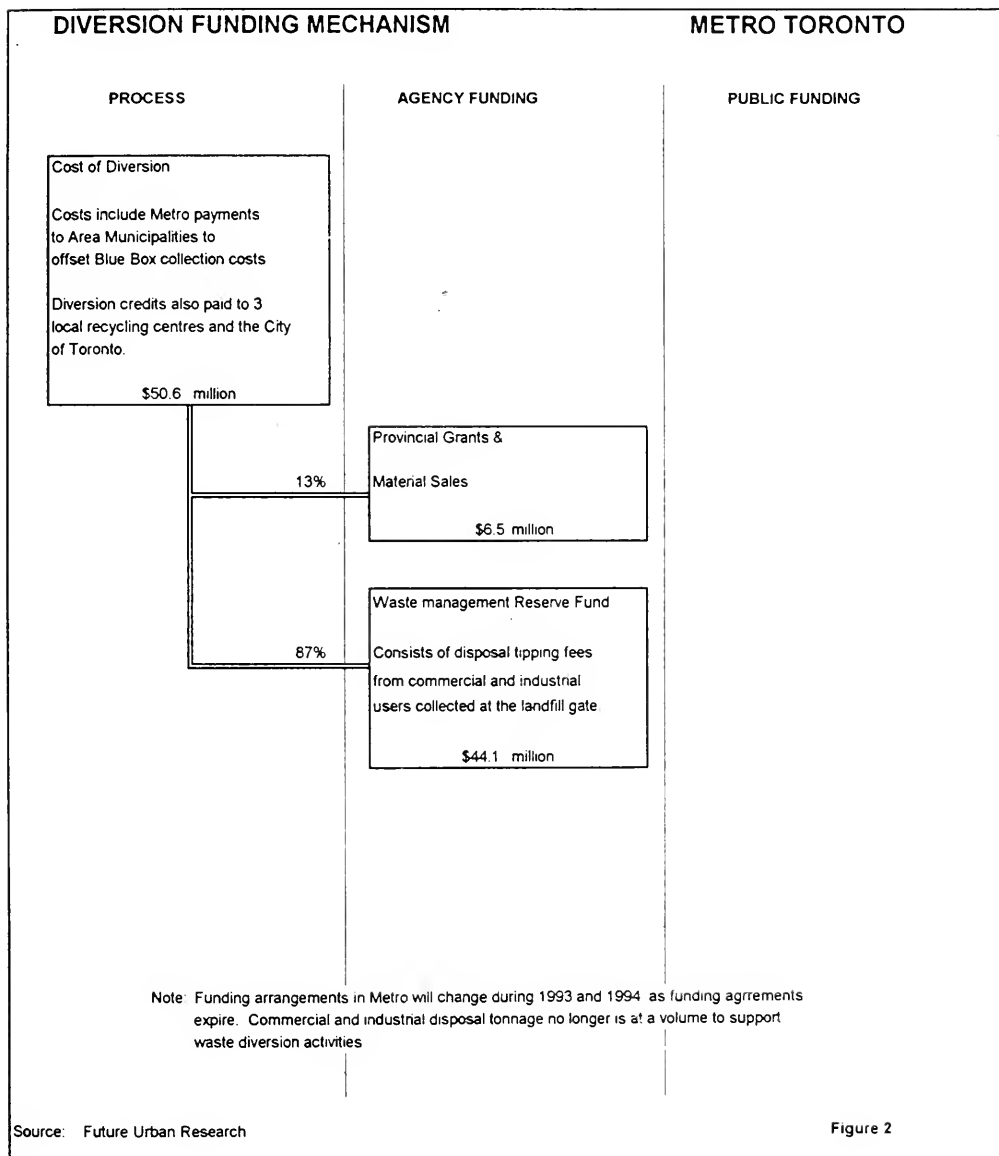 DIVERSION FUNDING MECHANISM METRO TORONTO
PROCESS AGENCY FUNDING PUBLIC FUNDING
Cost of Diversion
Costs include Metro payments
to Area Municipalities to
offset Blue Box collection costs
Diversion credits also paid to 3
local recycling centres and the City
of Toronto.
$50.6 million
Provincial Grants &
13% Material Sales
$6.5 million
Waste management Reserve Fund
87% Consists of disposal tipping fees
from commercial and industrial
users collected at the landfill gate.
$44.1 million
Note: Funding arrangements in Metro will change during 1993 and 1994 as funding agrrements
expire. Commercial and industrial disposal tonnage no longer is at a volume to support
waste diversion activities
Source: Future Urban Research Figure 2